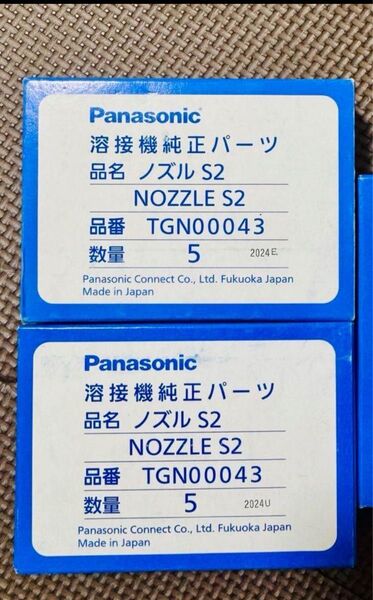 Panasonic
溶接機純正パーツ
品名 ノズル S2
NOZZLE S2
品番 TGN00043
数量 5 2024E
Panasonic Connect Co., Ltd. Fukuoka Japan
Made in Japan
Panasonic
溶接機純正パーツ
品名 ノズル S2
NOZZLE S2
品番 TGN00043
数量 5 2024U
Panasonic Connect Co., Ltd. Fukuoka Japan
Made in Japan